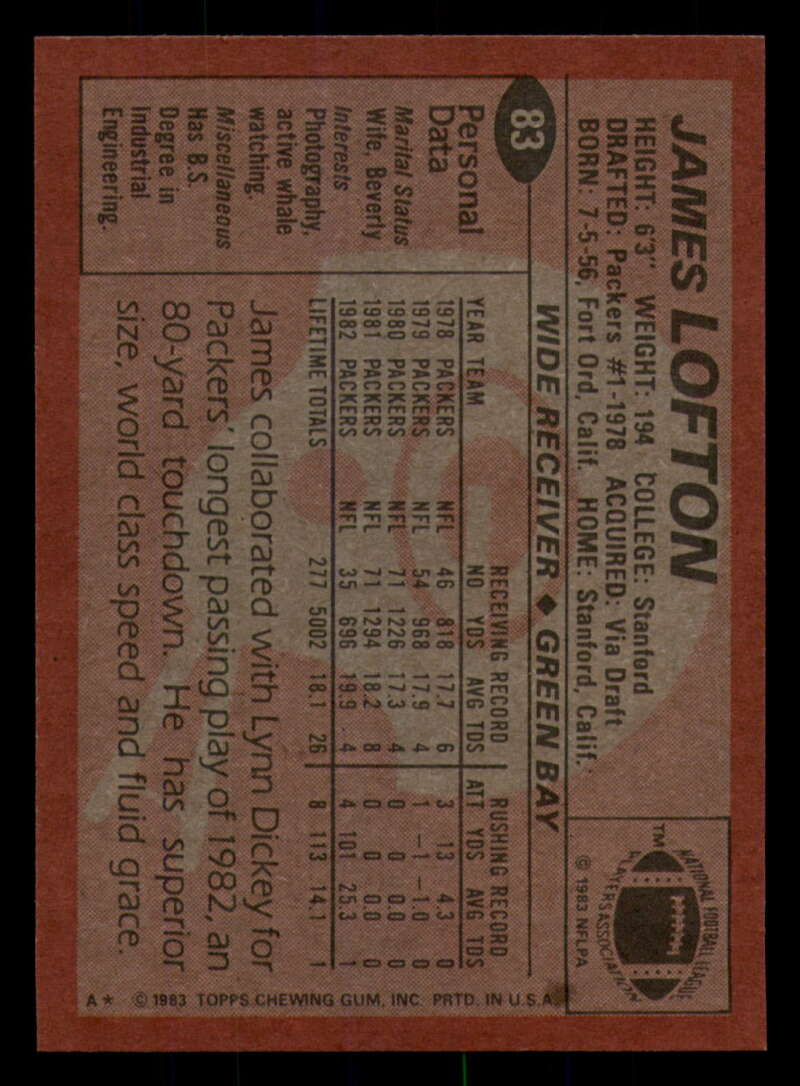 JAMES LOFTON
HEIGHT: 6'3" WEIGHT: 194 COLLEGE: Stanford
DRAFTED: Packers #1-1978 ACQUIRED: Via Draft
BORN: 7-5-56, Fort Ord, Calif. HOME: Stanford, Calif.
NATIONAL FOOTBALL LEAGUE
PLAYERS ASSOCIATION
TM
© 1983 NFLPA
83
WIDE RECEIVER ◆ GREEN BAY
Personal
Data
Marital Status
Wife, Beverly
Interests
Photography,
active whale
watching.
Miscellaneous
Has B.S.
Degree in
Industrial
Engineering.
RECEIVING RECORD RUSHING RECORD
YEAR TEAM NO YDS AVG TDS ATT YDS AVG TDS
1978 PACKERS NFL 46 818 17.7 6 3 13 4.3 0
1979 PACKERS NFL 54 968 17.9 4 1 —1 —1.0 0
1980 PACKERS NFL 71 1226 17.3 4 0 0 0.0 0
1981 PACKERS NFL 71 1294 18.2 8 0 0 0.0 0
1982 PACKERS NFL 35 696 19.9 4 4 101 25.3 1
LIFETIME TOTALS 277 5002 18.1 26 8 113 14.1 1
James collaborated with Lynn Dickey for
Packers' longest passing play of 1982, an
80-yard touchdown. He has superior
size, world class speed and fluid grace.
A* © 1983 TOPPS CHEWING GUM, INC. PRTD. IN U.S.A.